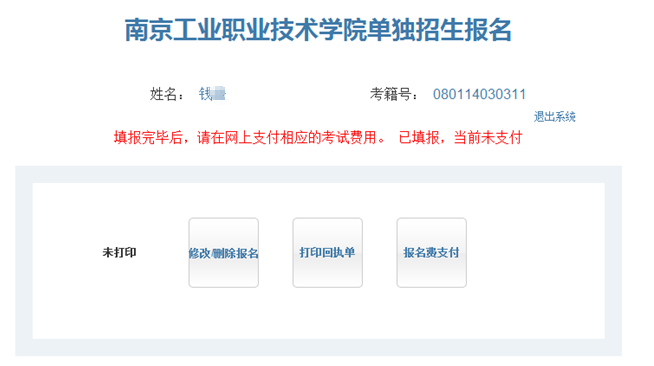 南京工业职业技术学院单独招生报名
姓名： 钱 考籍号： 080114030311
退出系统
填报完毕后，请在网上支付相应的考试费用。 已填报，当前未支付
未打印 修改/删除报名 打印回执单 报名费支付